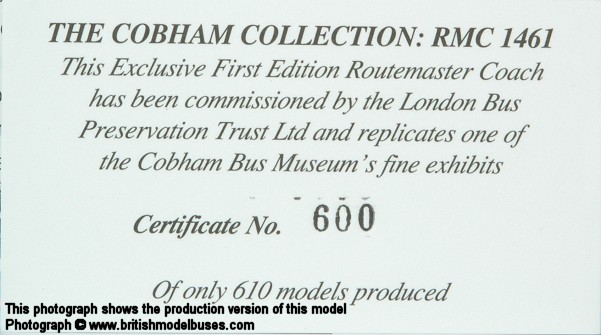 THE COBHAM COLLECTION: RMC 1461
This Exclusive First Edition Routemaster Coach
has been commissioned by the London Bus
Preservation Trust Ltd and replicates one of
the Cobham Bus Museum's fine exhibits
Certificate No. 600
Of only 610 models produced
This photograph shows the production version of this model
Photograph © www.britishmodelbuses.com